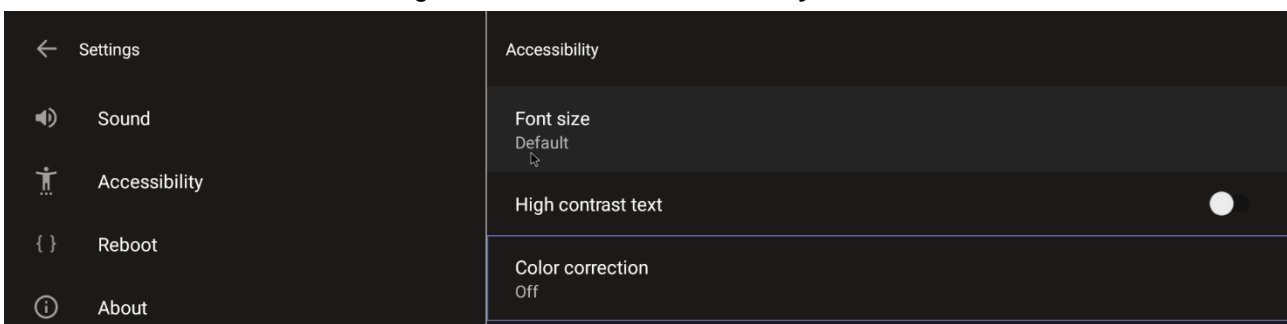 Settings
Sound
Accessibility
{ } Reboot
About
Accessibility
Font size
Default
High contrast text
Color correction
Off